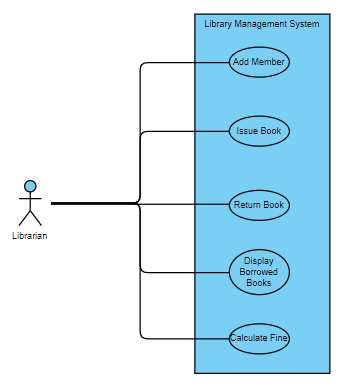 Library Management System
Add Member
Issue Book
Return Book
Librarian
Display
Borrowed
Books
Calculate Fine